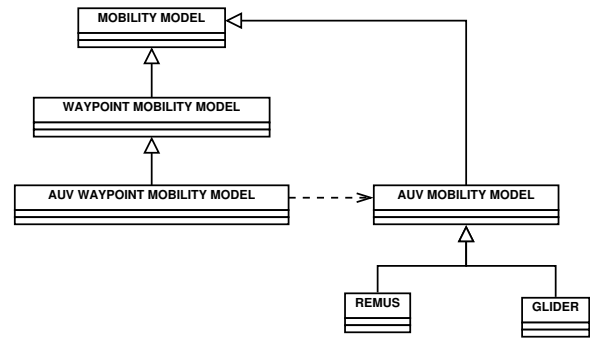 MOBILITY MODEL
WAYPOINT MOBILITY MODEL
AUV WAYPOINT MOBILITY MODEL
AUV MOBILITY MODEL
REMUS
GLIDER